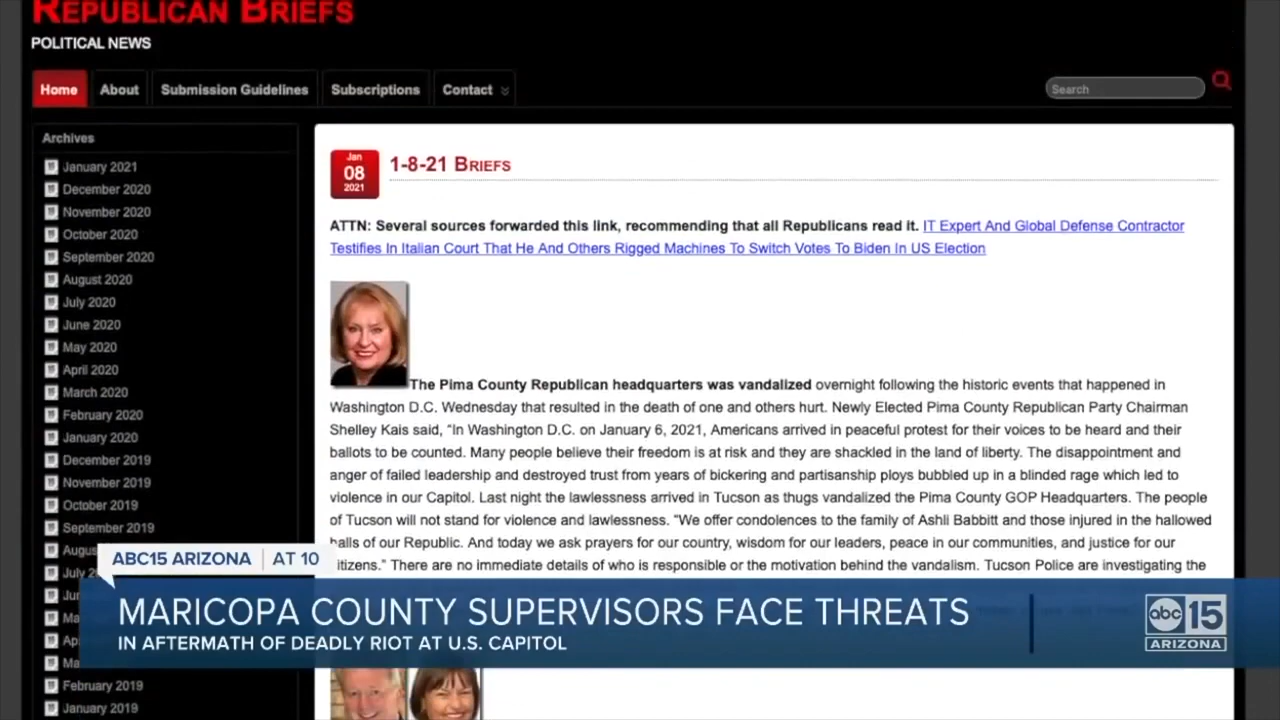 REPUBLICAN BRIEFS
POLITICAL NEWS
Home
About
Submission Guidelines
Subscriptions
Contact
Search
Archives
January 2021
December 2020
November 2020
October 2020
September 2020
August 2020
July 2020
June 2020
May 2020
April 2020
March 2020
February 2020
January 2020
December 2019
November 2019
October 2019
September 2019
Augus
July 2
Jun
Ma
Apr
Ma
February 2019
January 2019
Jan
08
2021
1-8-21 BRIEFS
ATTN: Several sources forwarded this link, recommending that all Republicans read it. IT Expert And Global Defense Contractor
Testifies In Italian Court That He And Others Rigged Machines To Switch Votes To Biden In US Election
The Pima County Republican headquarters was vandalized overnight following the historic events that happened in
Washington D.C. Wednesday that resulted in the death of one and others hurt. Newly Elected Pima County Republican Party Chairman
Shelley Kais said, "In Washington D.C. on January 6, 2021, Americans arrived in peaceful protest for their voices to be heard and their
ballots to be counted. Many people believe their freedom is at risk and they are shackled in the land of liberty. The disappointment and
anger of failed leadership and destroyed trust from years of bickering and partisanship ploys bubbled up in a blinded rage which led to
violence in our Capitol. Last night the lawlessness arrived in Tucson as thugs vandalized the Pima County GOP Headquarters. The people
of Tucson will not stand for violence and lawlessness. "We offer condolences to the family of Ashli Babbitt and those injured in the hallowed
halls of our Republic. And today we ask prayers for our country, wisdom for our leaders, peace in our communities, and justice for our
citizens." There are no immediate details of who is responsible or the motivation behind the vandalism. Tucson Police are investigating the
ABC15 ARIZONA | AT 10
MARICOPA COUNTY SUPERVISORS FACE THREATS
IN AFTERMATH OF DEADLY RIOT AT U.S. CAPITOL
abc 15
ARIZONA